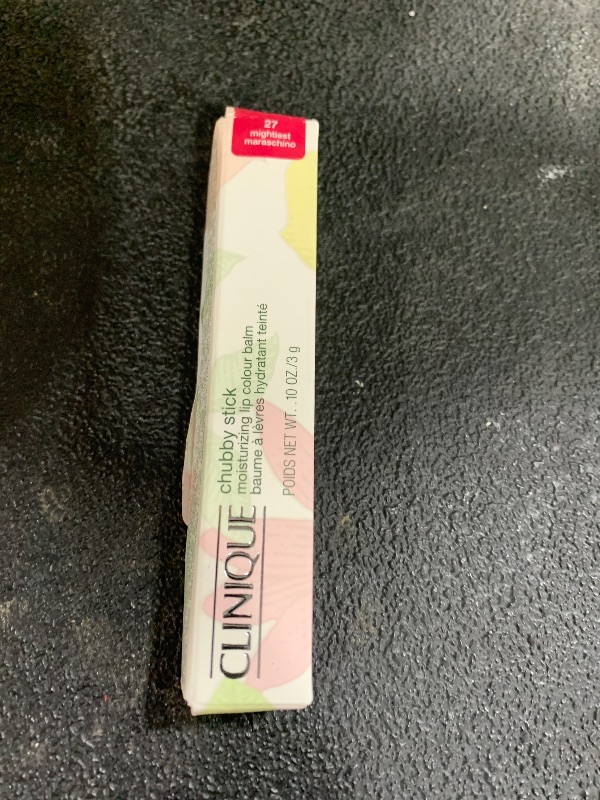 27
mightiest
maraschino
CLINIQUE
chubby stick
moisturizing lip colour balm
baume à lèvres hydratant teinté
POIDS NET WT. .10 OZ./3 g